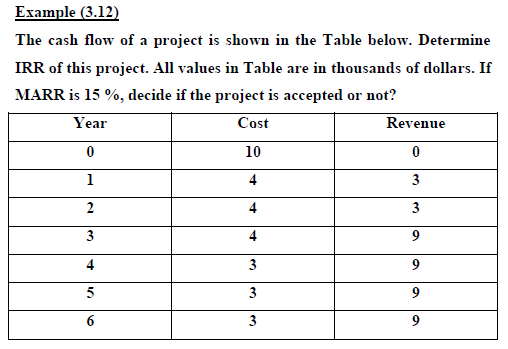 Example (3.12)
The cash flow of a project is shown in the Table below. Determine
IRR of this project. All values in Table are in thousands of dollars. If
MARR is 15 %, decide if the project is accepted or not?
Year Cost Revenue
0 10 0
1 4 3
2 4 3
3 4 9
4 3 9
5 3 9
6 3 9